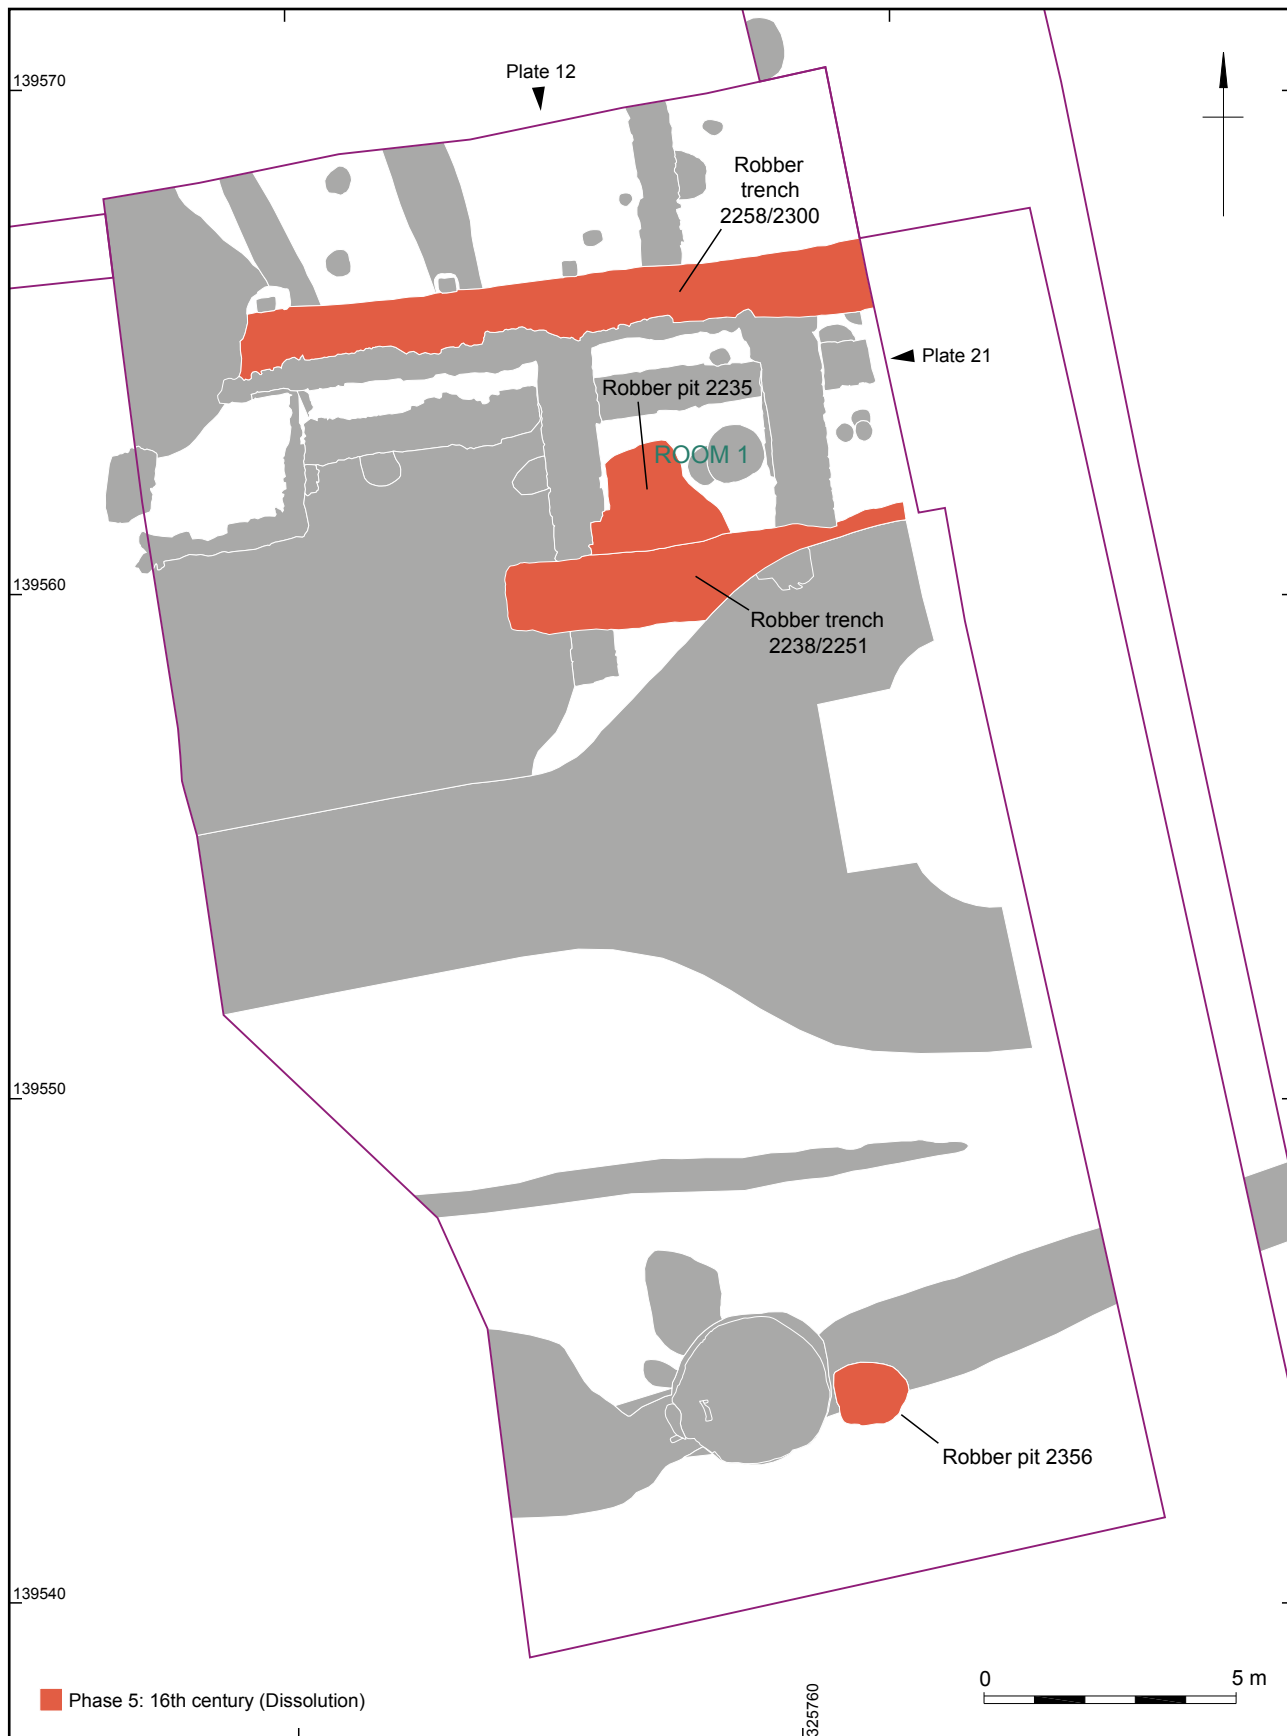 139570
Plate 12
Robber
trench
2258/2300
Plate 21
Robber pit 2235
ROOM 1
139560
Robber trench
2238/2251
139550
Robber pit 2356
139540
0
5 m
Phase 5: 16th century (Dissolution)
325760